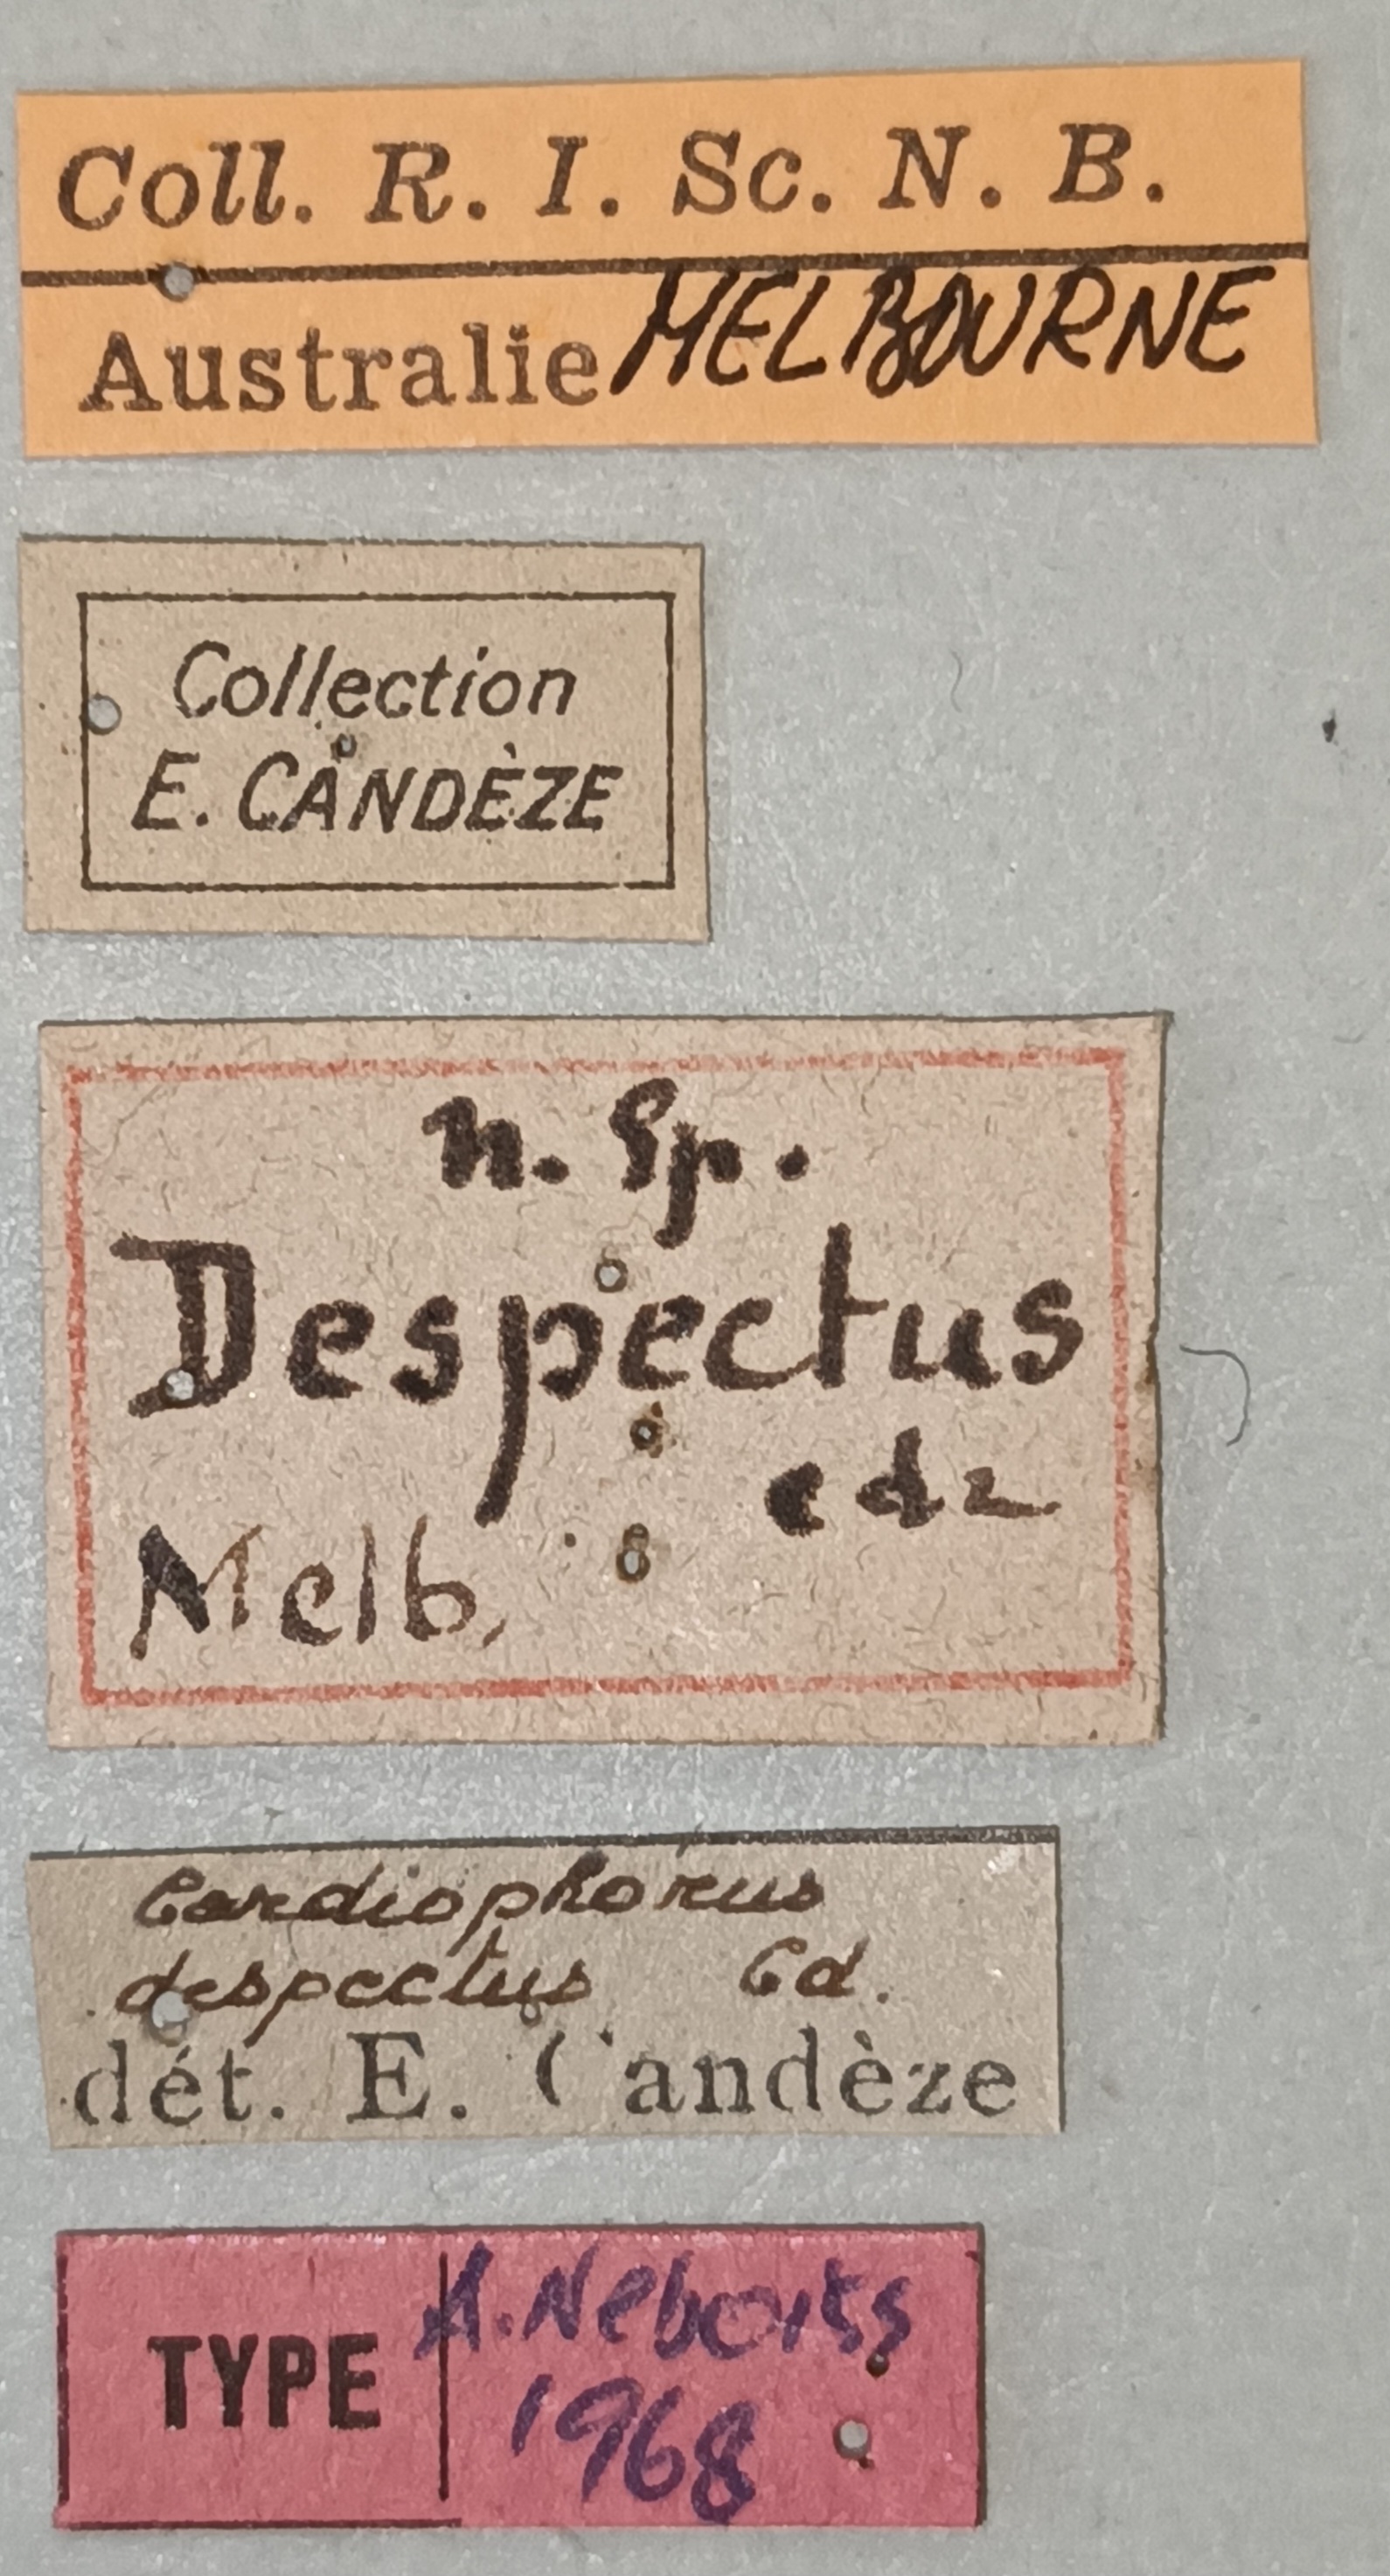 Coll. R. I. Sc. N. B.
Australie MELBOURNE
Collection
E. CANDÈZE
n. Sp.
Despectus
cdz
Melb.
Cardiophorus
despectus Cd.
dét. E. Candèze
TYPE
A. Neboiss
1968